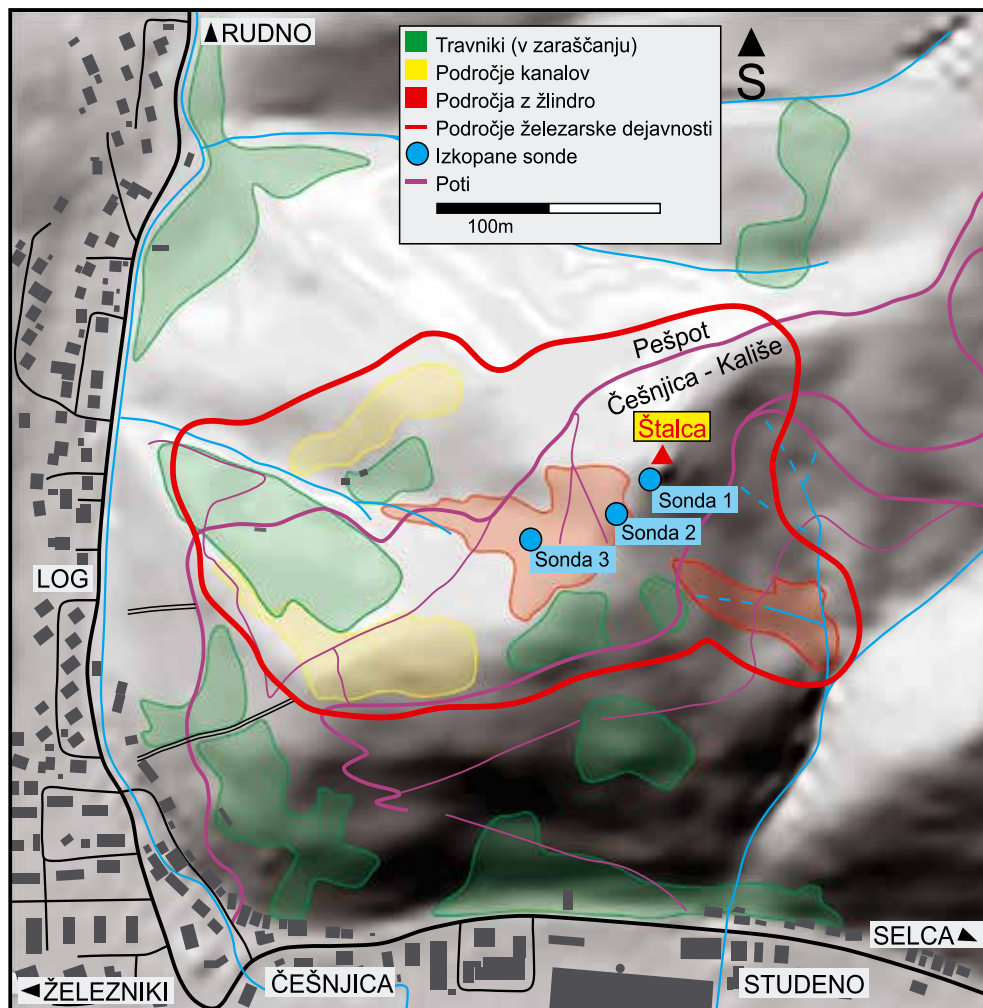 ▲RUDNO
Travniki (v zaraščanju)
Področje kanalov
Področja z žlindro
Področje železarske dejavnosti
Izkopane sonde
Poti
100m
S
Pešpot
Češnjica - Kališe
Štalca
Sonda 1
Sonda 2
Sonda 3
LOG
SELCA
ŽELEZNIKI
ČEŠNJICA
STUDENO